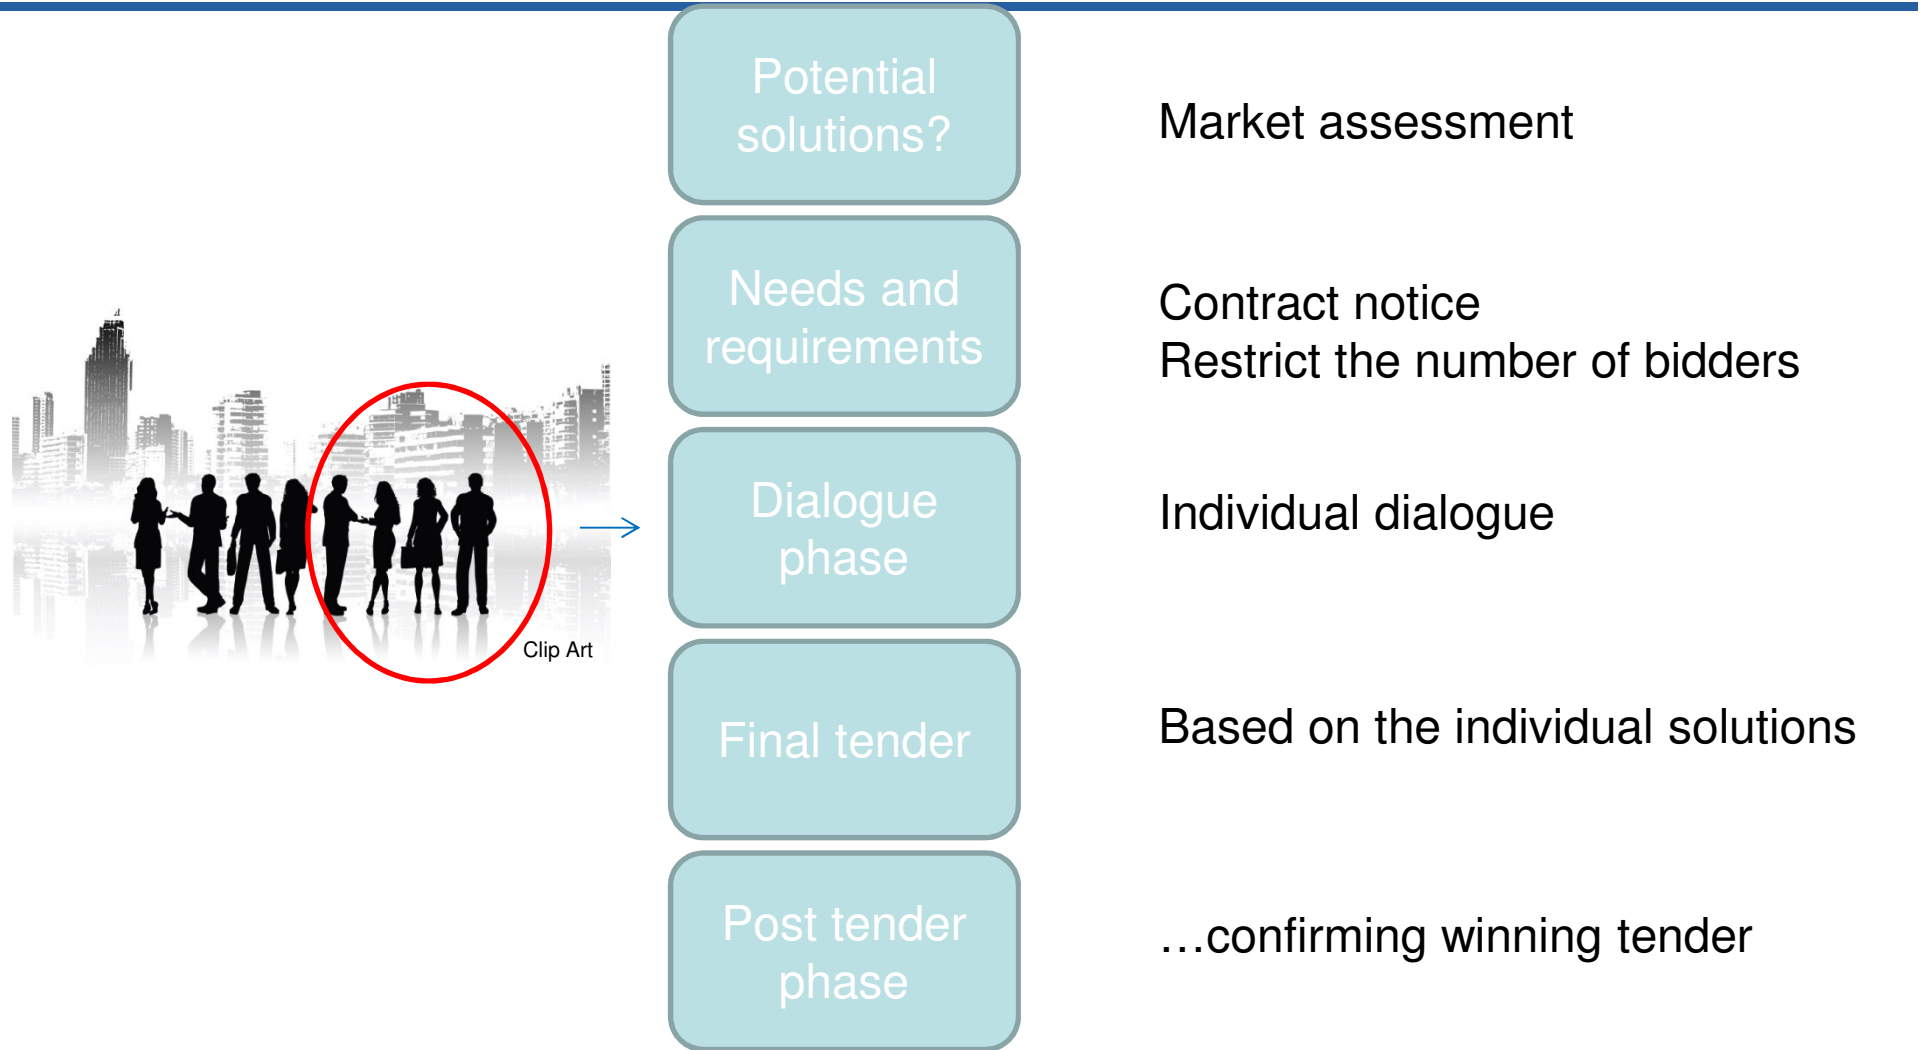 Potential
solutions?
Market assessment
Needs and
requirements
Contract notice
Restrict the number of bidders
Dialogue
phase
Individual dialogue
Clip Art
Final tender
Based on the individual solutions
Post tender
phase
…confirming winning tender